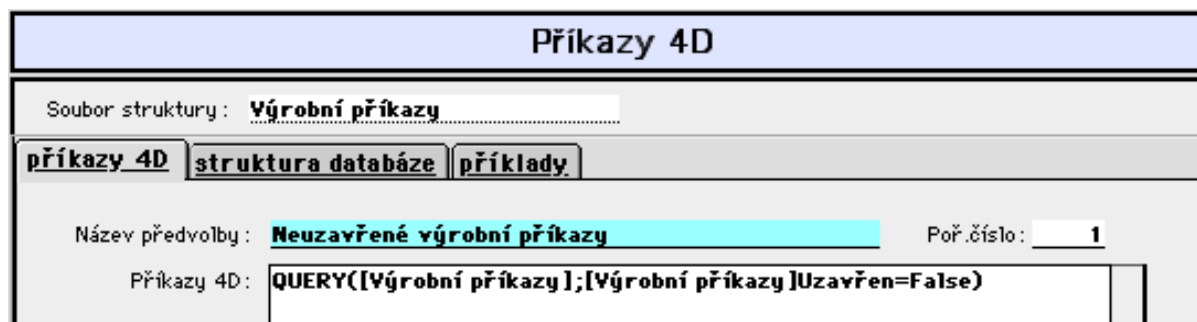 Příkazy 4D
Soubor struktury: Výrobní příkazy
příkazy 4D struktura databáze příklady
Název předvolby: Neuzavřené výrobní příkazy Poř.číslo: 1
Příkazy 4D: QUERY([Výrobní příkazy];[Výrobní příkazy]Uzavřen=False)